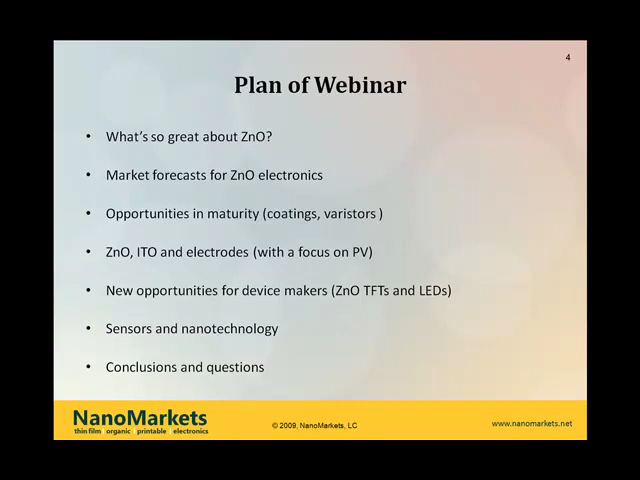 4
Plan of Webinar
• What's so great about ZnO?
• Market forecasts for ZnO electronics
• Opportunities in maturity (coatings, varistors )
• ZnO, ITO and electrodes (with a focus on PV)
• New opportunities for device makers (ZnO TFTs and LEDs)
• Sensors and nanotechnology
• Conclusions and questions
NanoMarkets
thin film | organic | printable | electronics
© 2009, NanoMarkets, LC
www.nanomarkets.net